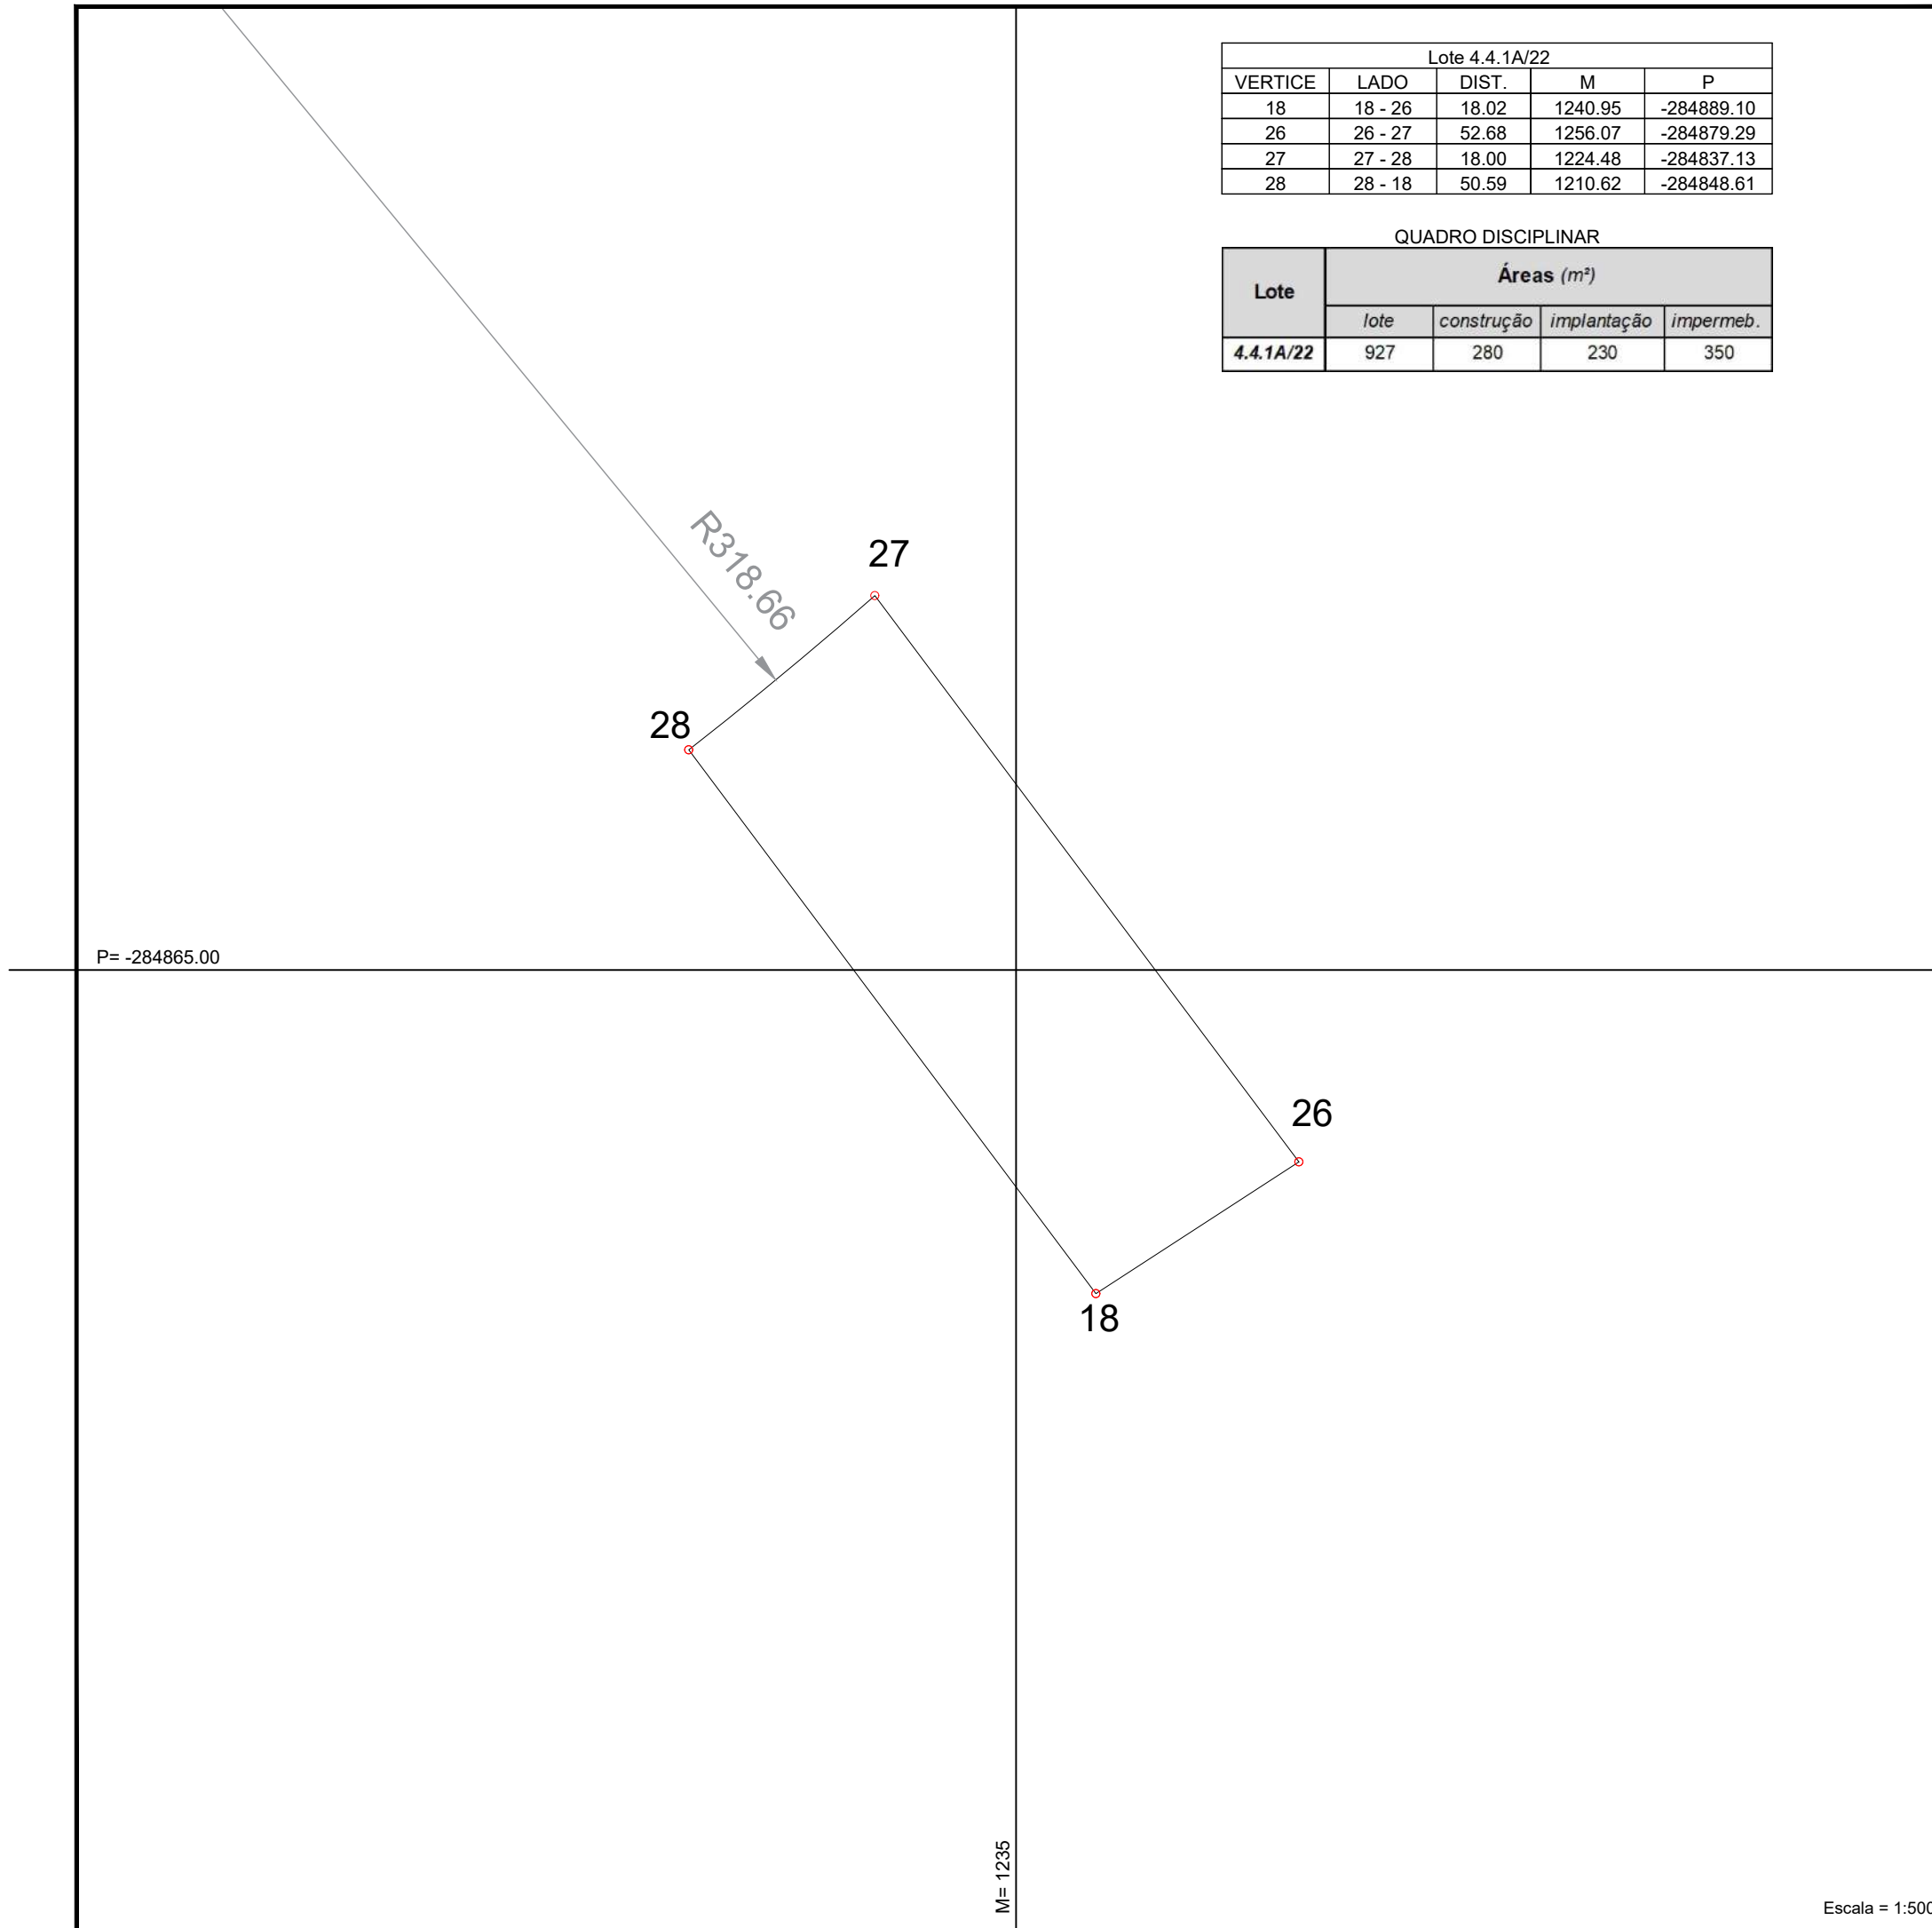 Lote 4.4.1A/22
VERTICE LADO DIST. M P
18 18 - 26 18.02 1240.95 -284889.10
26 26 - 27 52.68 1256.07 -284879.29
27 27 - 28 18.00 1224.48 -284837.13
28 28 - 18 50.59 1210.62 -284848.61
QUADRO DISCIPLINAR
Lote Áreas (m²)
lote construção implantação impermeb.
4.4.1A/22 927 280 230 350
R318.66
27
28
P= -284865.00
26
18
M= 1235
Escala = 1:500